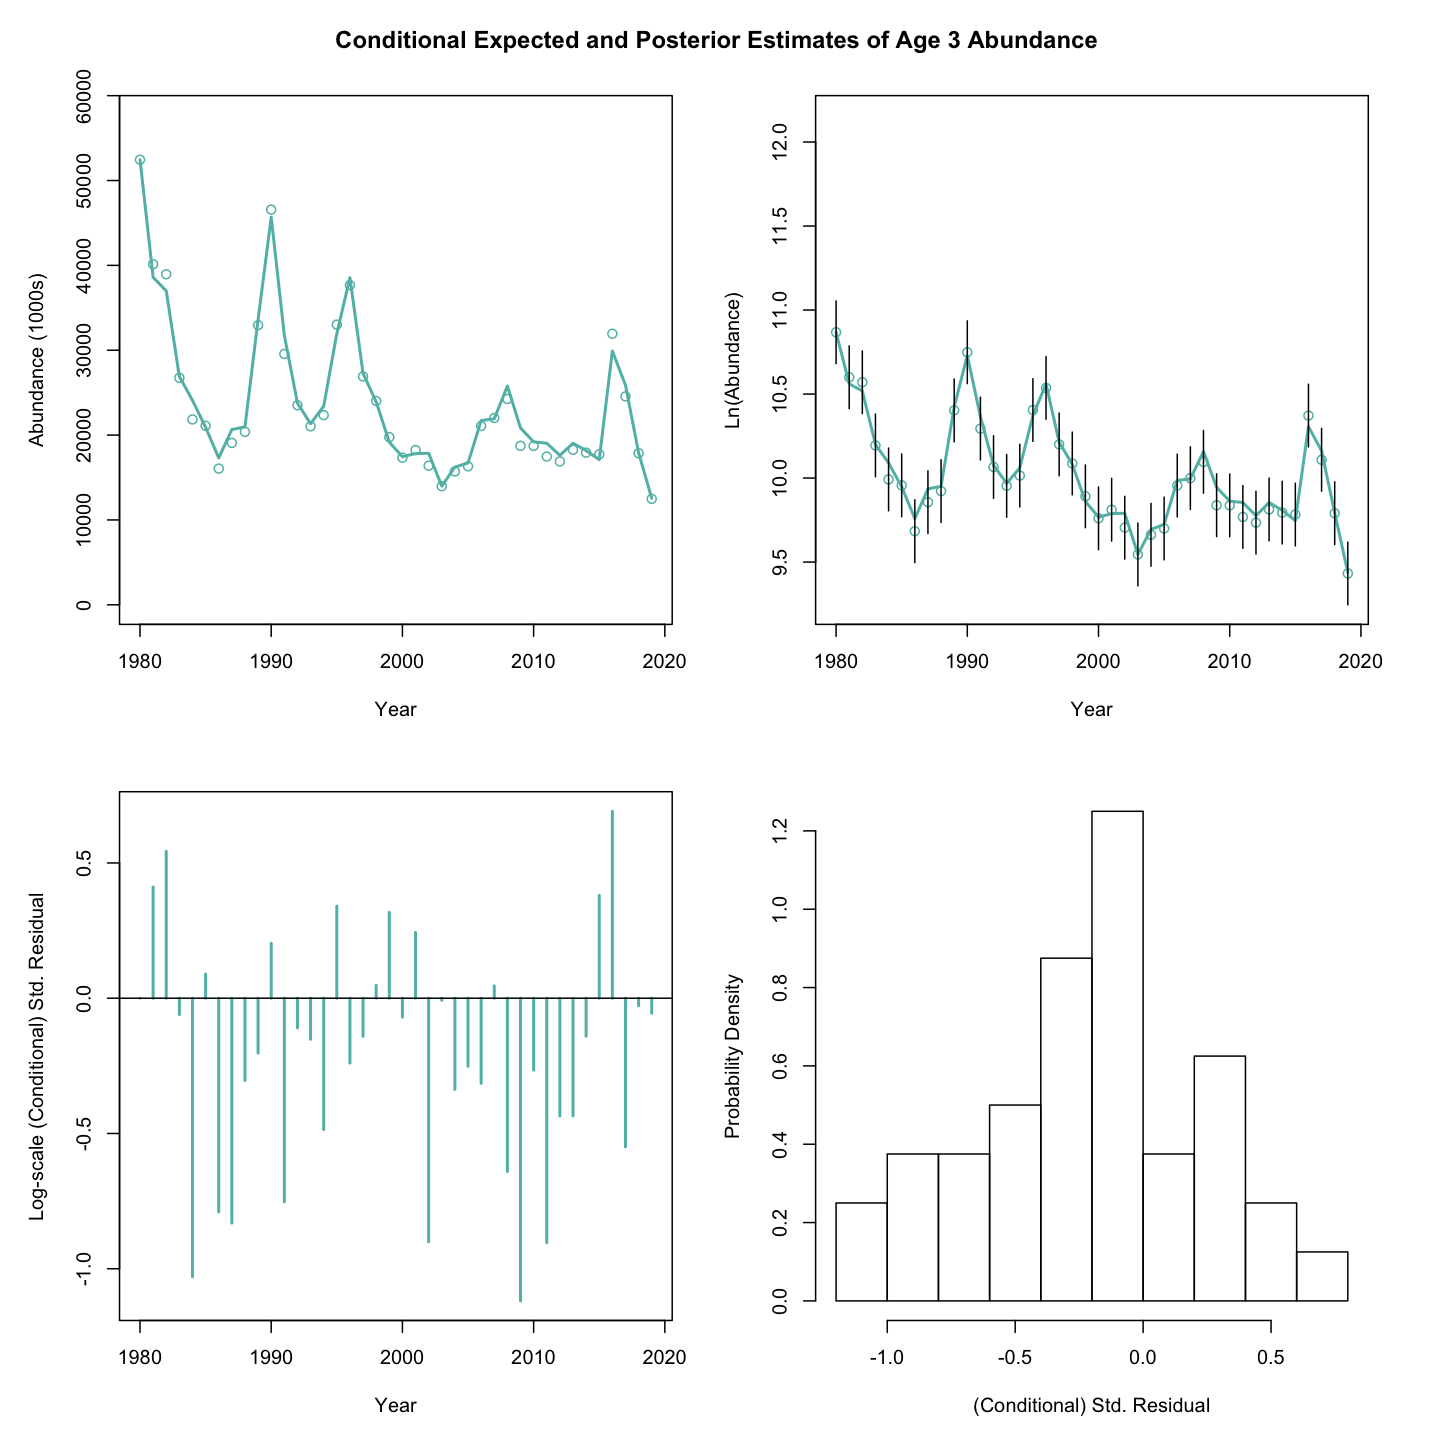 Conditional Expected and Posterior Estimates of Age 3 Abundance
60000
50000
40000
30000
20000
10000
0
Abundance (1000s)
1980 1990 2000 2010 2020
Year
12.0
11.5
11.0
10.5
10.0
9.5
Ln(Abundance)
1980 1990 2000 2010 2020
Year
0.5
0.0
-0.5
-1.0
Log-scale (Conditional) Std. Residual
1980 1990 2000 2010 2020
Year
1.2
1.0
0.8
0.6
0.4
0.2
0.0
Probability Density
-1.0 -0.5 0.0 0.5
(Conditional) Std. Residual